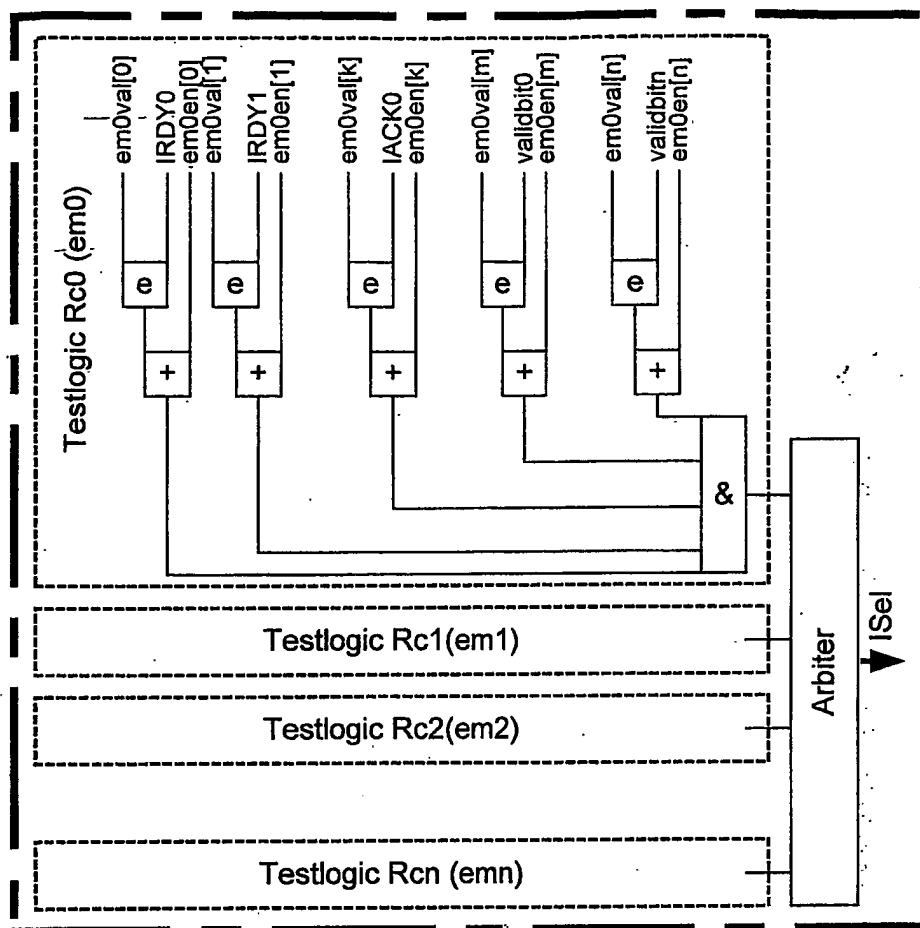 em0val[0]
IRDY0
em0en[0]
em0val[1]
IRDY1
em0en[1]
em0val[k]
IACK0
em0en[k]
em0val[m]
validbit0
em0en[m]
em0val[n]
validbitn
em0en[n]
Testlogic Rc0 (em0)
e
e
e
e
e
+
+
+
+
+
&
Testlogic Rc1(em1)
Testlogic Rc2(em2)
Testlogic Rcn (emn)
Arbiter
ISel